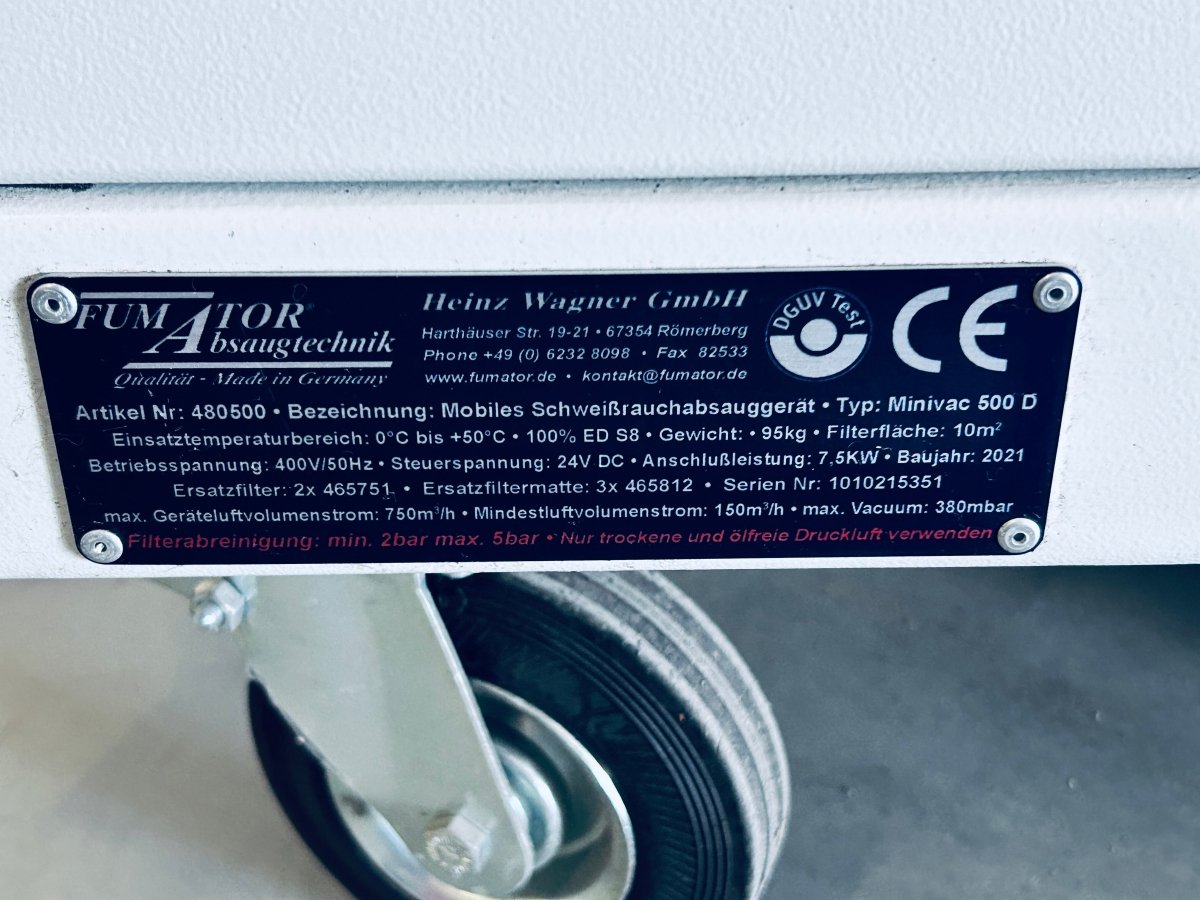 FUMATOR®
Absaugtechnik
Qualität - Made in Germany
Heinz Wagner GmbH
Harthäuser Str. 19-21 • 67354 Römerberg
Phone +49 (0) 6232 8098 • Fax 82533
www.fumator.de • kontakt@fumator.de
DGUV Test
CE
Artikel Nr: 480500 • Bezeichnung: Mobiles Schweißrauchabsauggerät • Typ: Minivac 500 D
Einsatztemperaturbereich: 0°C bis +50°C • 100% ED S8 • Gewicht: • 95kg • Filterfläche: 10m²
Betriebsspannung: 400V/50Hz • Steuerspannung: 24V DC • Anschlußleistung: 7,5KW • Baujahr: 2021
Ersatzfilter: 2x 465751 • Ersatzfiltermatte: 3x 465812 • Serien Nr: 1010215351
max. Geräteluftvolumenstrom: 750m³/h • Mindestluftvolumenstrom: 150m³/h • max. Vacuum: 380mbar
Filterabreinigung: min. 2bar max. 5bar • Nur trockene und ölfreie Druckluft verwenden